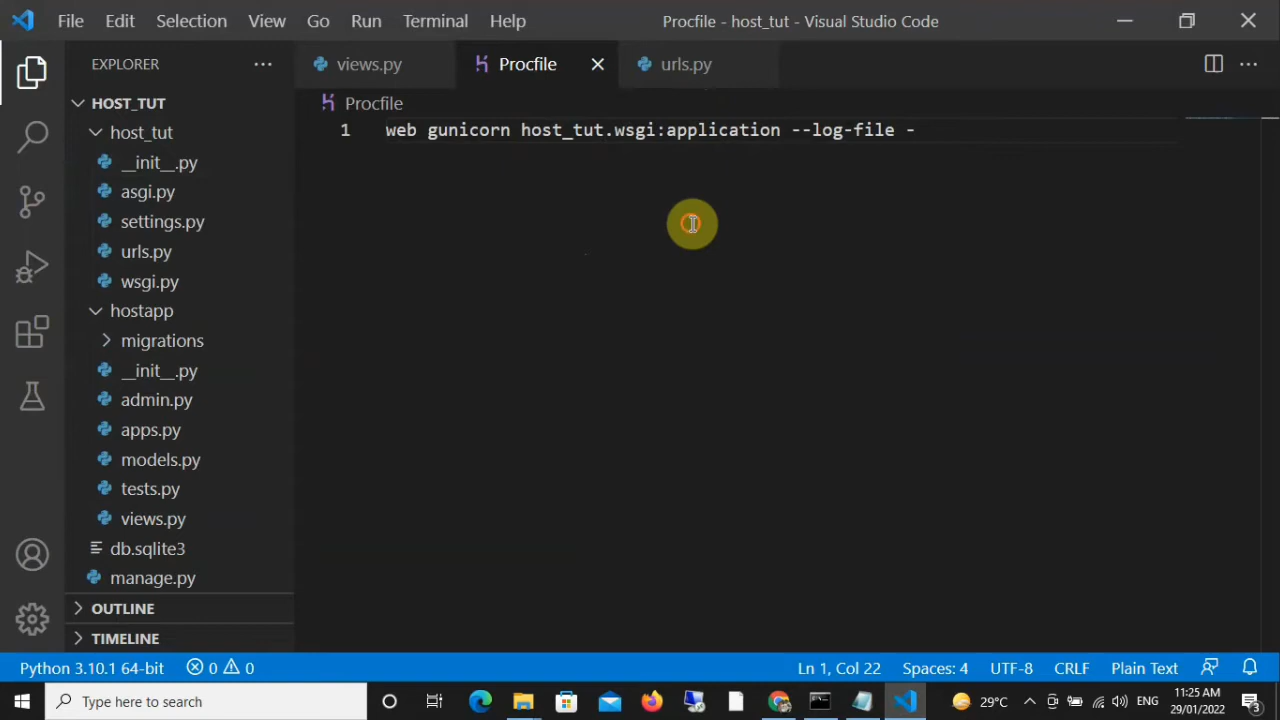 File Edit Selection View Go Run Terminal Help Procfile - host_tut - Visual Studio Code
EXPLORER
views.py Procfile urls.py
HOST_TUT
Procfile
1 web gunicorn host_tut.wsgi:application --log-file -
host_tut
__init__.py
asgi.py
settings.py
urls.py
wsgi.py
hostapp
migrations
__init__.py
admin.py
apps.py
models.py
tests.py
views.py
db.sqlite3
manage.py
OUTLINE
TIMELINE
Python 3.10.1 64-bit 0 0 Ln 1, Col 22 Spaces: 4 UTF-8 CRLF Plain Text
Type here to search 29°C ENG 11:25 AM 29/01/2022 3